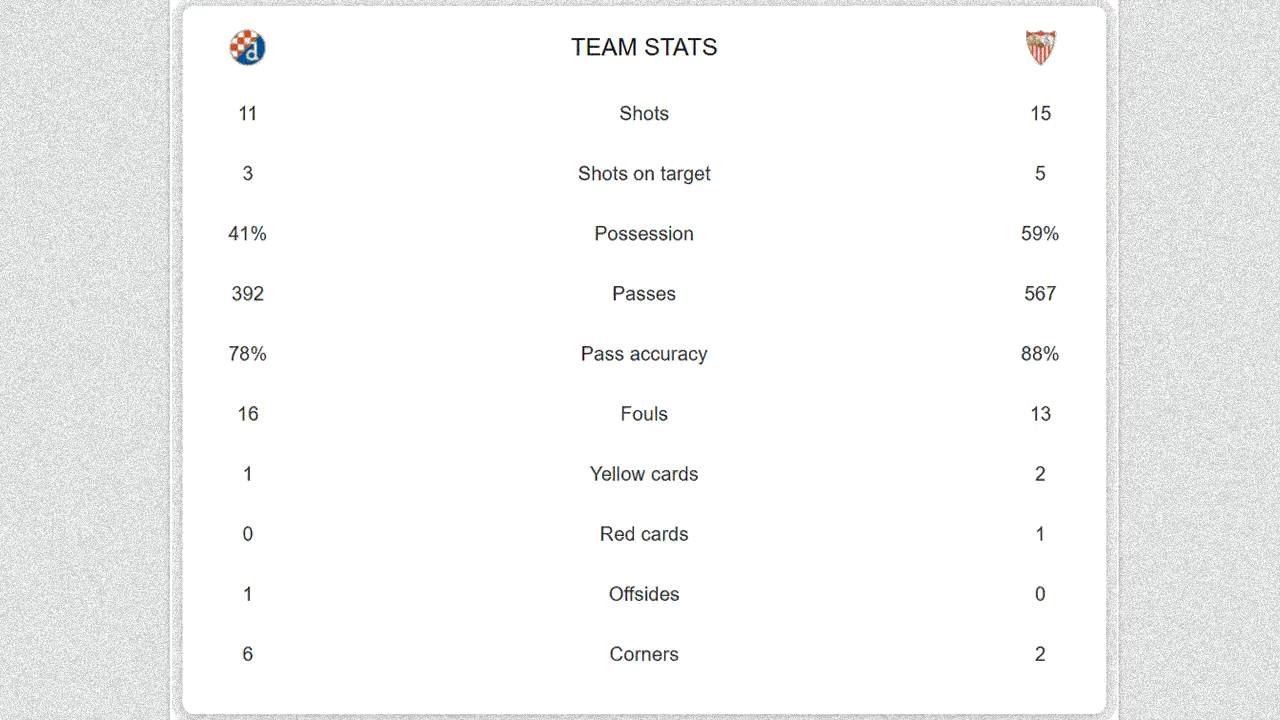 TEAM STATS
11 Shots 15
3 Shots on target 5
41% Possession 59%
392 Passes 567
78% Pass accuracy 88%
16 Fouls 13
1 Yellow cards 2
0 Red cards 1
1 Offsides 0
6 Corners 2